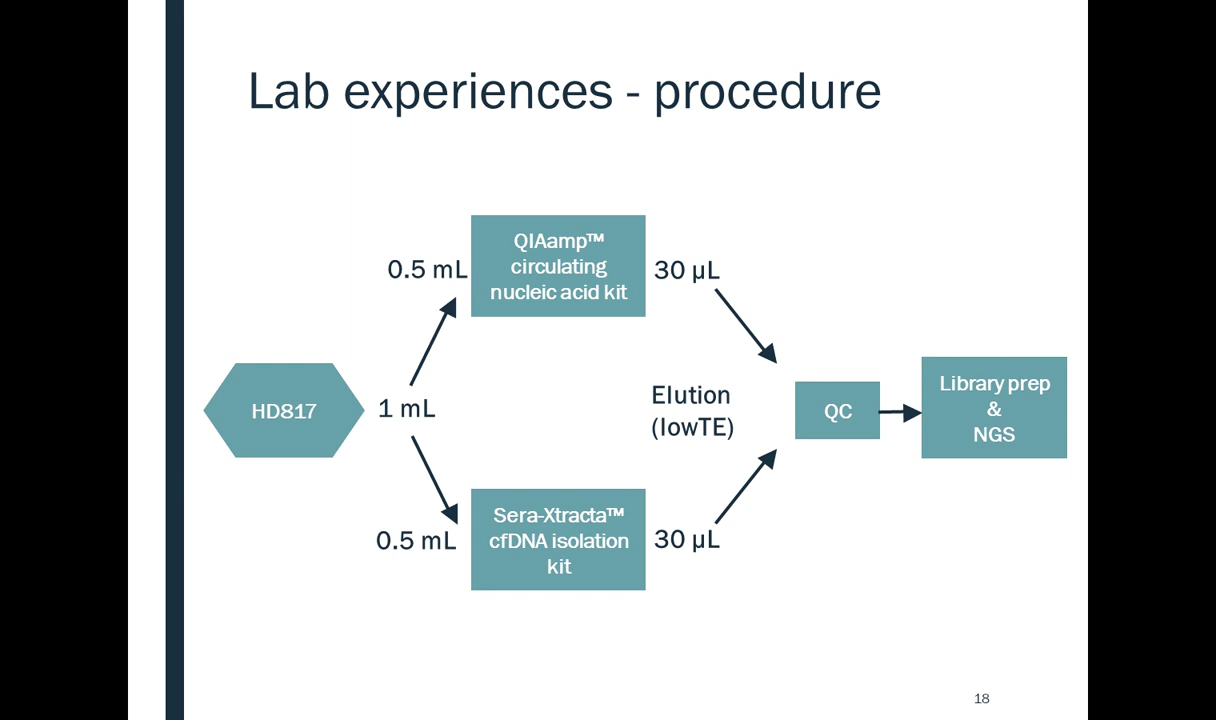 Lab experiences - procedure
QIAamp™
circulating
nucleic acid kit
0.5 mL
30 µL
HD817
1 mL
Elution
(lowTE)
QC
Library prep
&
NGS
Sera-Xtracta™
cfDNA isolation
kit
0.5 mL
30 µL
18